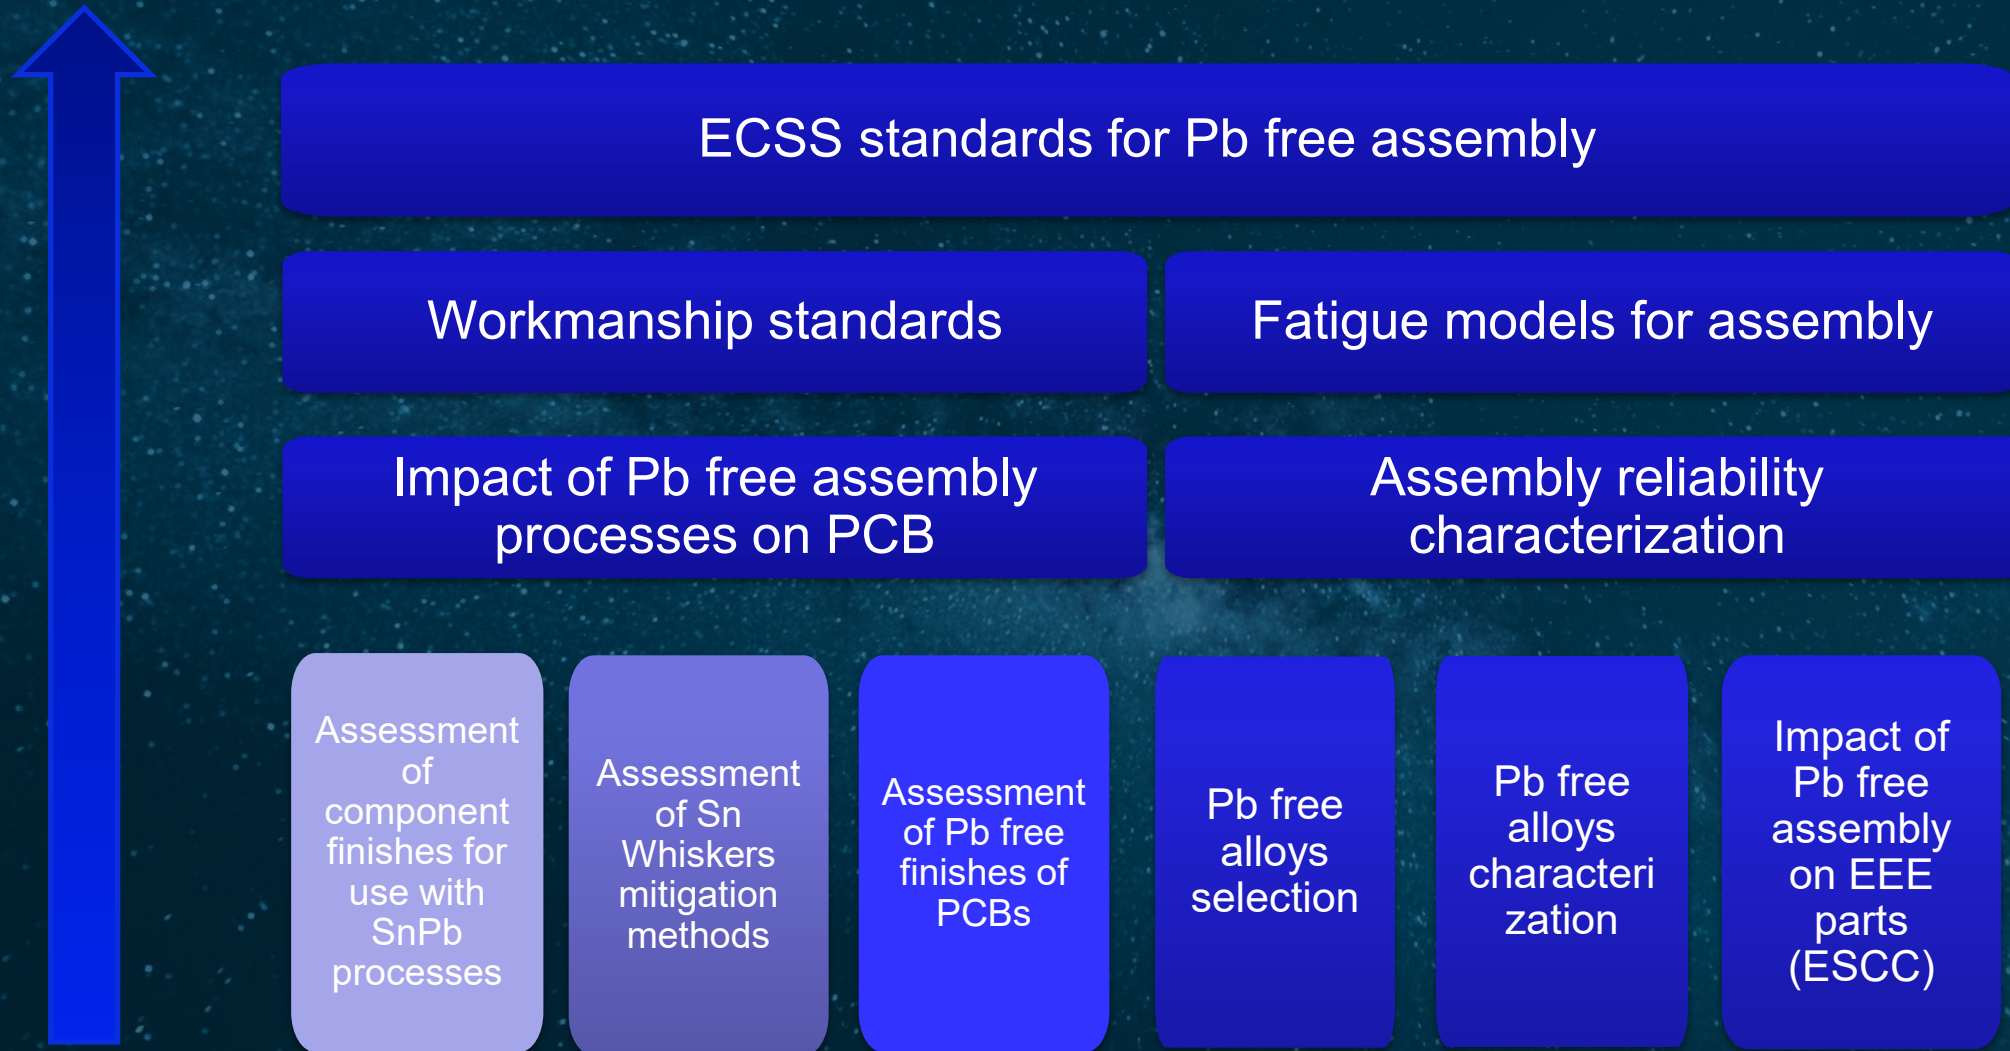 ECSS standards for Pb free assembly
Workmanship standards
Fatigue models for assembly
Impact of Pb free assembly
processes on PCB
Assembly reliability
characterization
Assessment
of
component
finishes for
use with
SnPb
processes
Assessment
of Sn
Whiskers
mitigation
methods
Assessment
of Pb free
finishes of
PCBs
Pb free
alloys
selection
Pb free
alloys
characteri
zation
Impact of
Pb free
assembly
on EEE
parts
(ESCC)